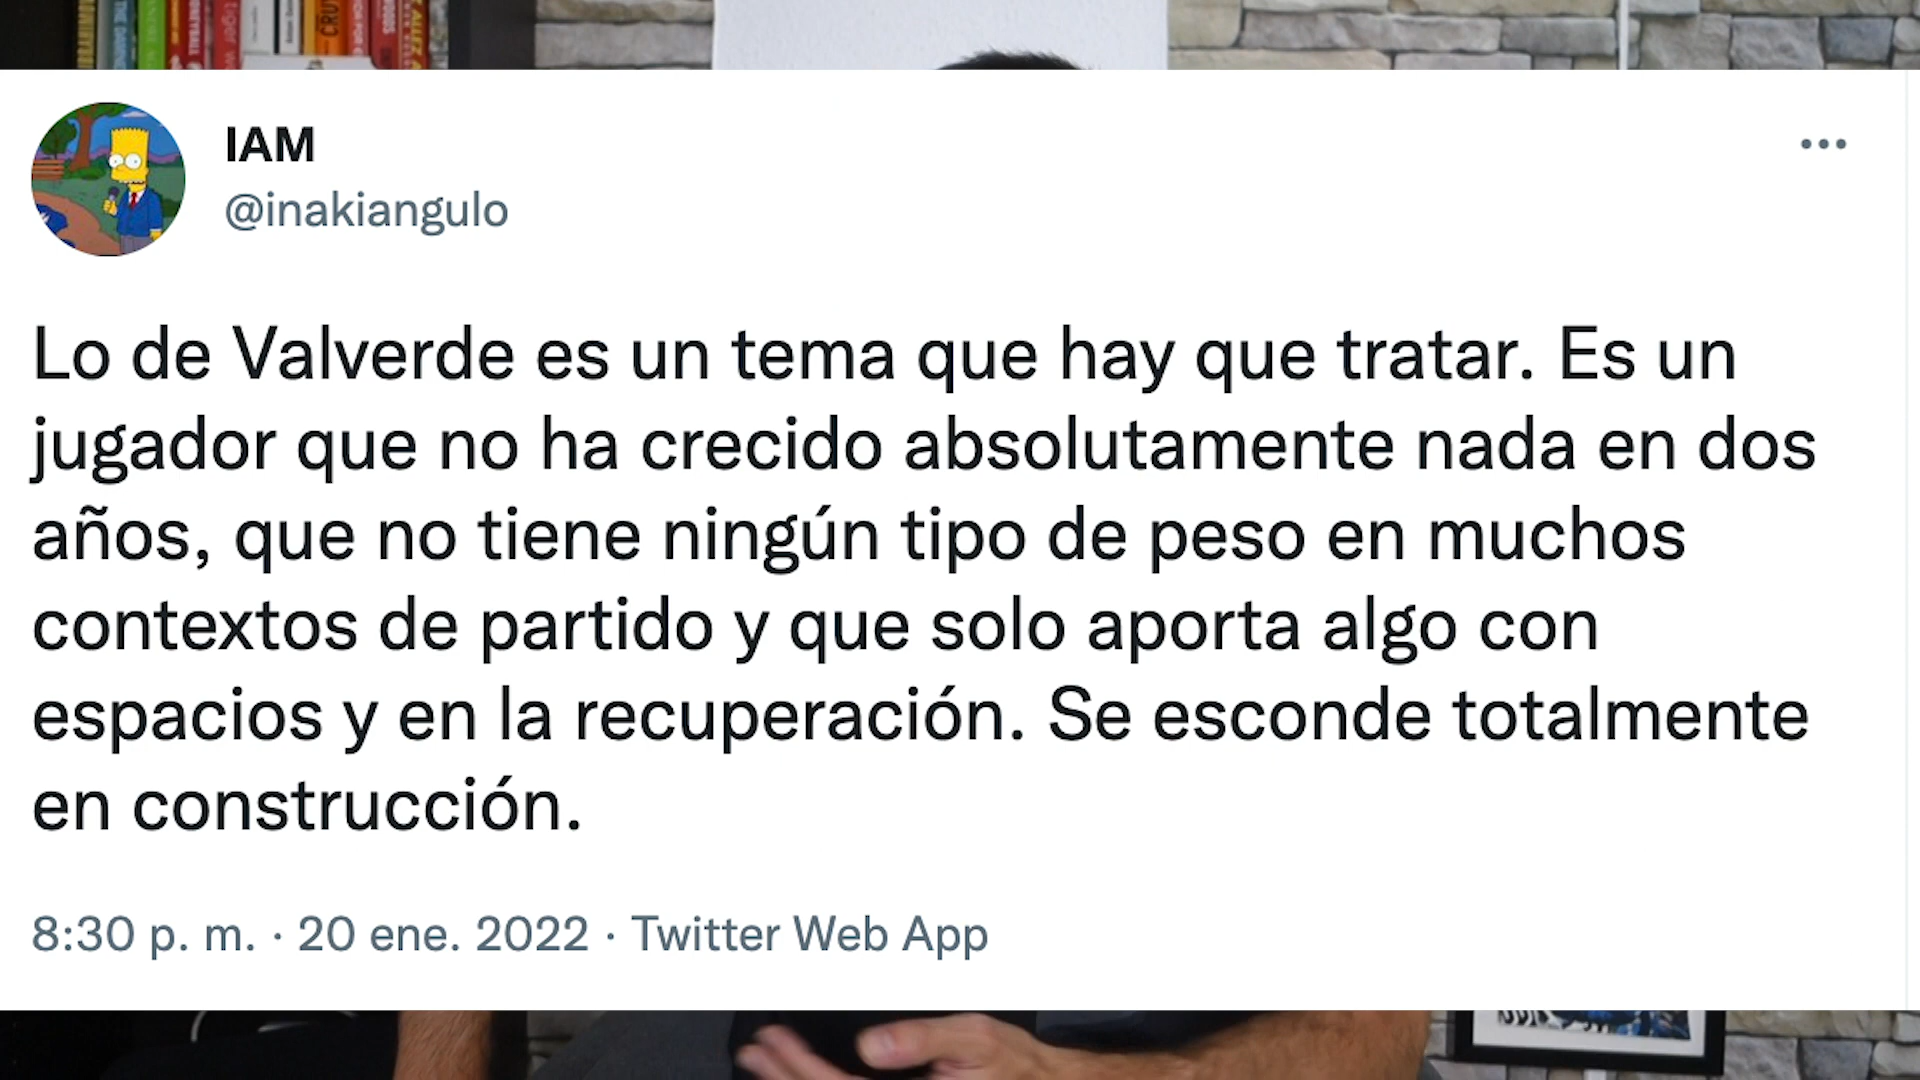 IAM
@inakiangulo
Lo de Valverde es un tema que hay que tratar. Es un
jugador que no ha crecido absolutamente nada en dos
años, que no tiene ningún tipo de peso en muchos
contextos de partido y que solo aporta algo con
espacios y en la recuperación. Se esconde totalmente
en construcción.
8:30 p. m. · 20 ene. 2022 · Twitter Web App